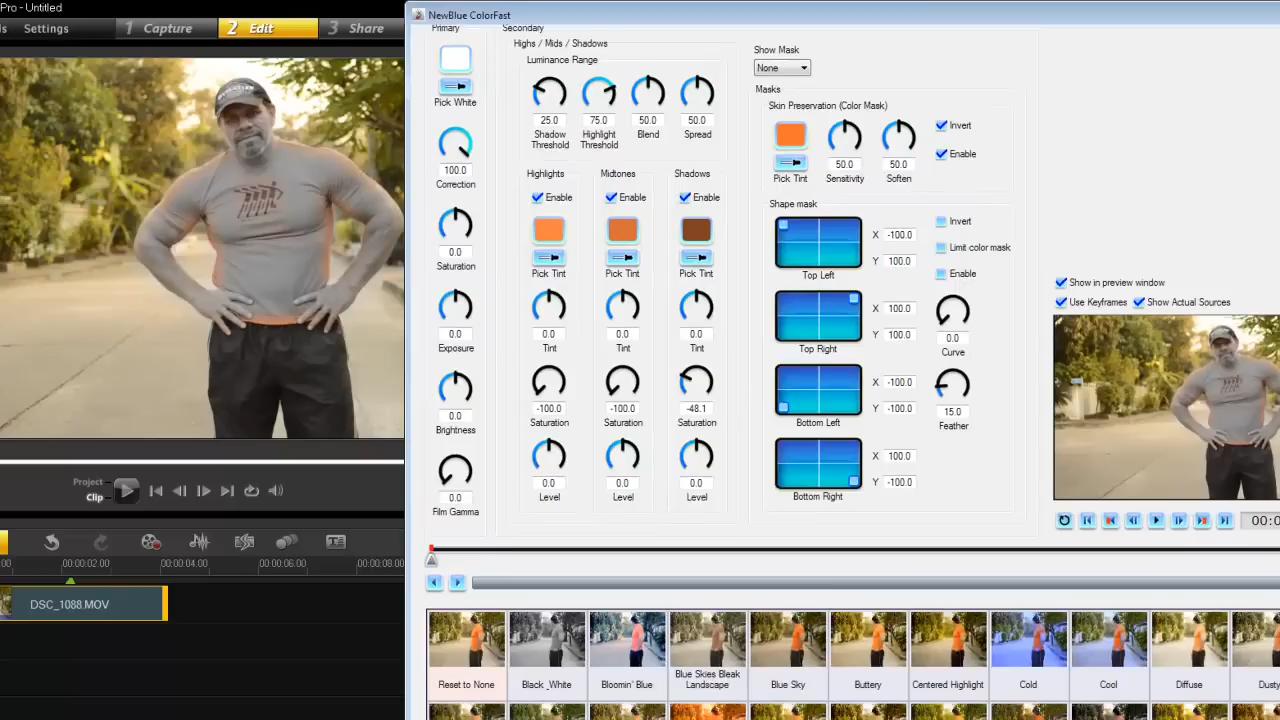 Pro - Untitled
NewBlue ColorFast
s Settings
1 Capture
2 Edit
3 Share
Primary
Secondary
Pick White
100.0
Correction
0.0
Saturation
0.0
Exposure
0.0
Brightness
0.0
Film Gamma
Highs / Mids / Shadows
Luminance Range
25.0 75.0 50.0 50.0
Shadow Threshold
Highlight Threshold
Blend
Spread
Highlights
Enable
Pick Tint
0.0
Tint
-100.0
Saturation
0.0
Level
Midtones
Enable
Pick Tint
0.0
Tint
-100.0
Saturation
0.0
Level
Shadows
Enable
Pick Tint
0.0
Tint
-48.1
Saturation
0.0
Level
Show Mask
None
Masks
Skin Preservation (Color Mask)
Pick Tint
50.0
Sensitivity
50.0
Soften
Invert
Enable
Shape mask
X -100.0
Y 100.0
Top Left
X 100.0
Y 100.0
Top Right
X -100.0
Y -100.0
Bottom Left
X 100.0
Y -100.0
Bottom Right
Invert
Limit color mask
Enable
0.0
Curve
15.0
Feather
Show in preview window
Use Keyframes
Show Actual Sources
00:0
Project
Clip
:00 00:00:02.00 00:00:04.00 00:00:06.00 00:00:08.00
DSC_1088.MOV
Reset to None
Black _White
Bloomin' Blue
Blue Skies Bleak Landscape
Blue Sky
Buttery
Centered Highlight
Cold
Cool
Diffuse
Dusty